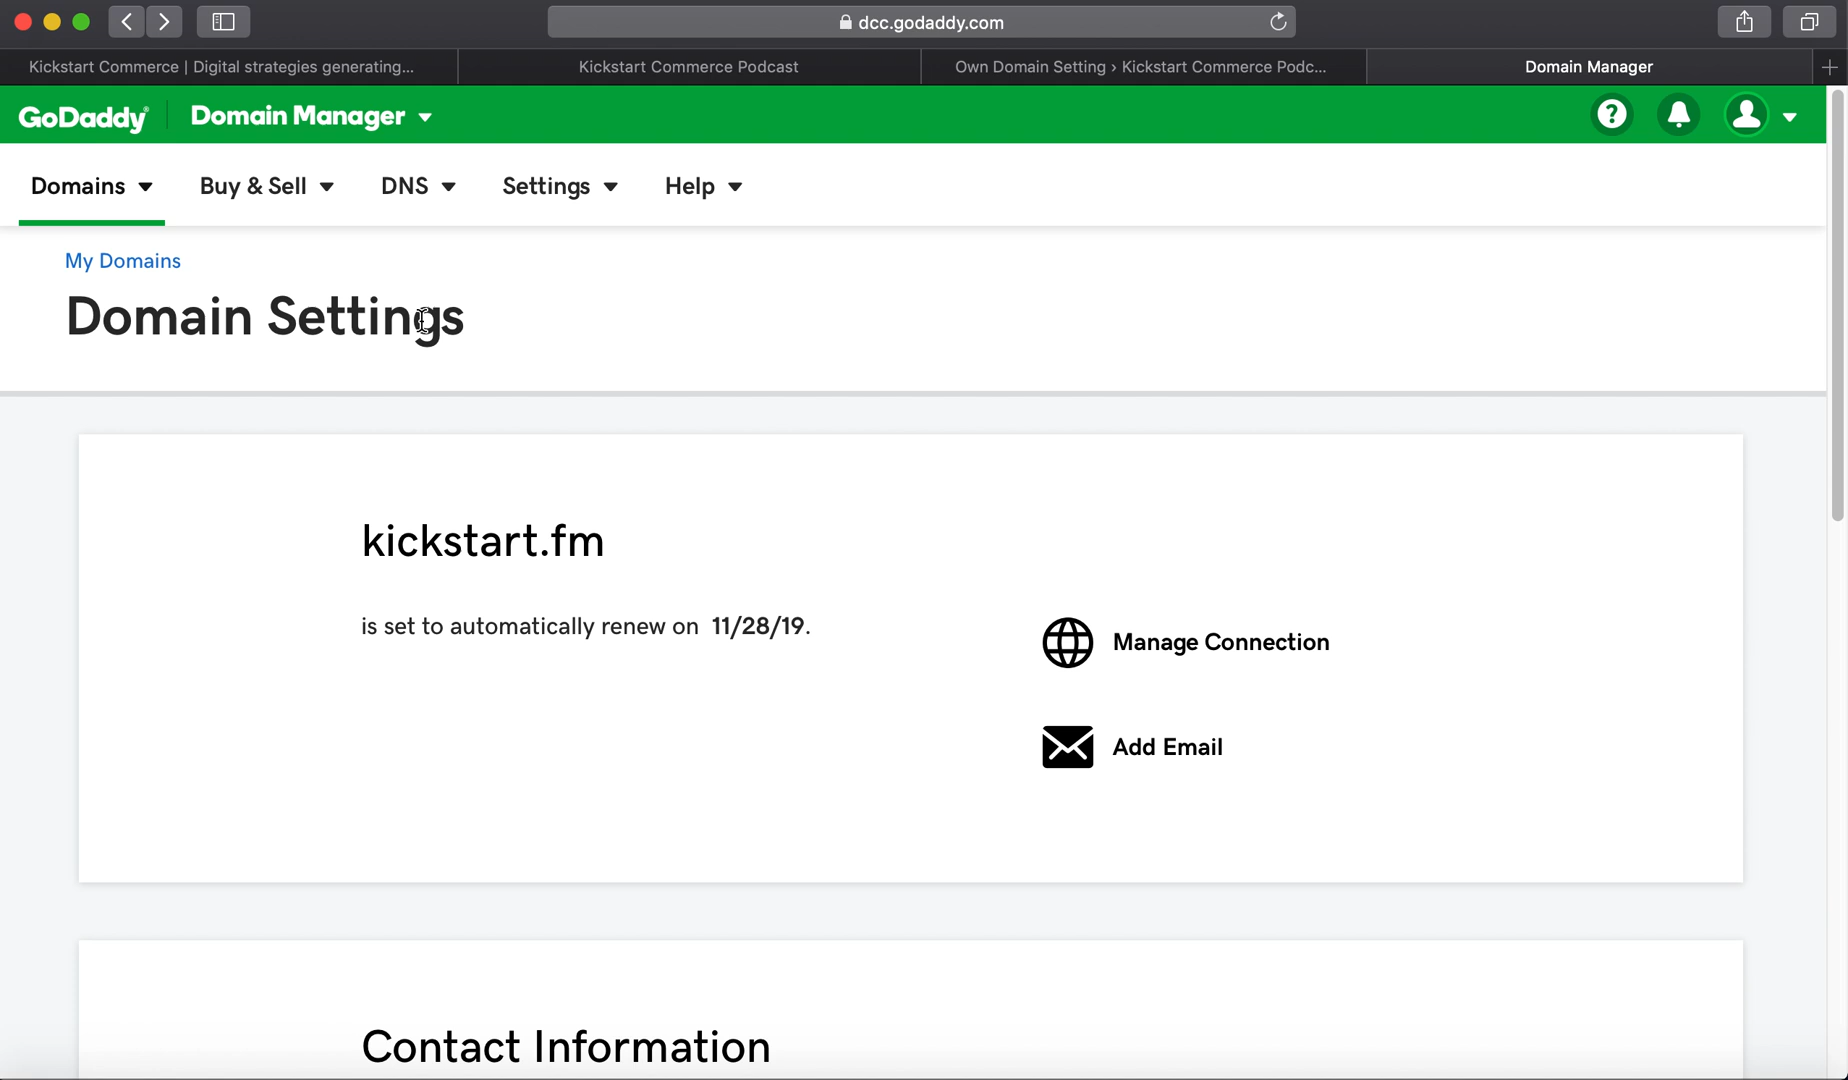 dcc.godaddy.com
Kickstart Commerce | Digital strategies generating...
Kickstart Commerce Podcast
Own Domain Setting › Kickstart Commerce Podc...
Domain Manager
GoDaddy
Domain Manager
?
Domains
Buy & Sell
DNS
Settings
Help
My Domains
Domain Settings
kickstart.fm
is set to automatically renew on 11/28/19.
Manage Connection
Add Email
Contact Information